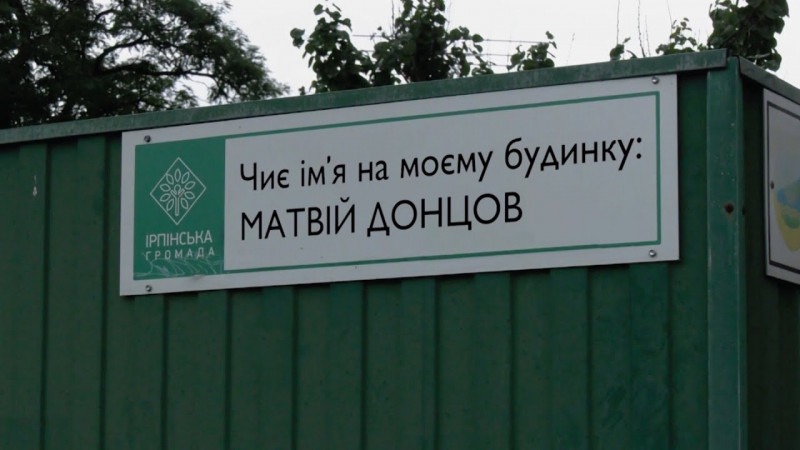 Чиє ім'я на моєму будинку:
МАТВІЙ ДОНЦОВ
ІРПІНСЬКА
ГРОМАДА